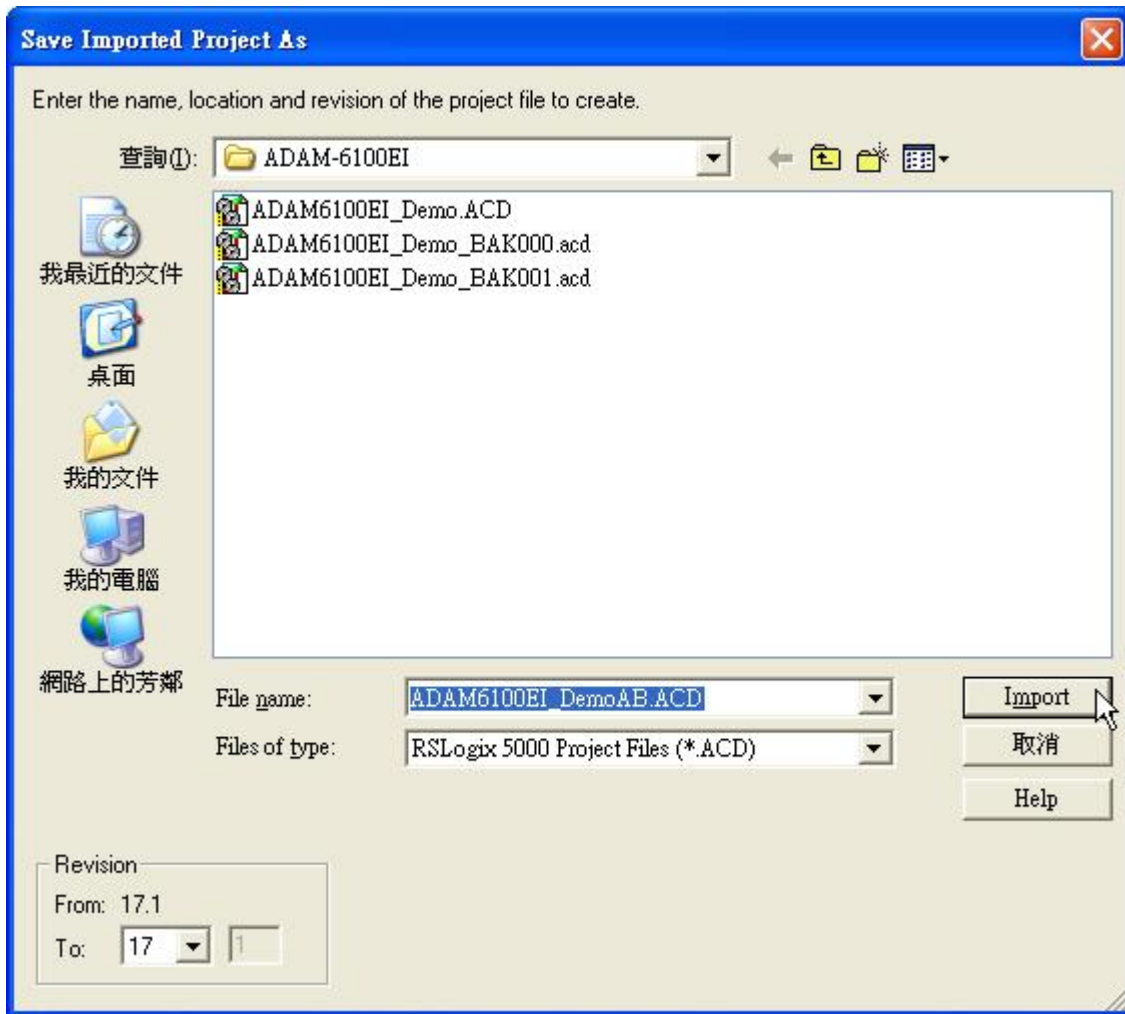 Save Imported Project As
Enter the name, location and revision of the project file to create.
查詢(I):
ADAM-6100EI
ADAM6100EI_Demo.ACD
ADAM6100EI_Demo_BAK000.acd
ADAM6100EI_Demo_BAK001.acd
我最近的文件
桌面
我的文件
我的電腦
網路上的芳鄰
File name:
ADAM6100EI_DemoAB.ACD
Import
Files of type:
RSLogix 5000 Project Files (*.ACD)
取消
Help
Revision
From: 17.1
To: 17 1